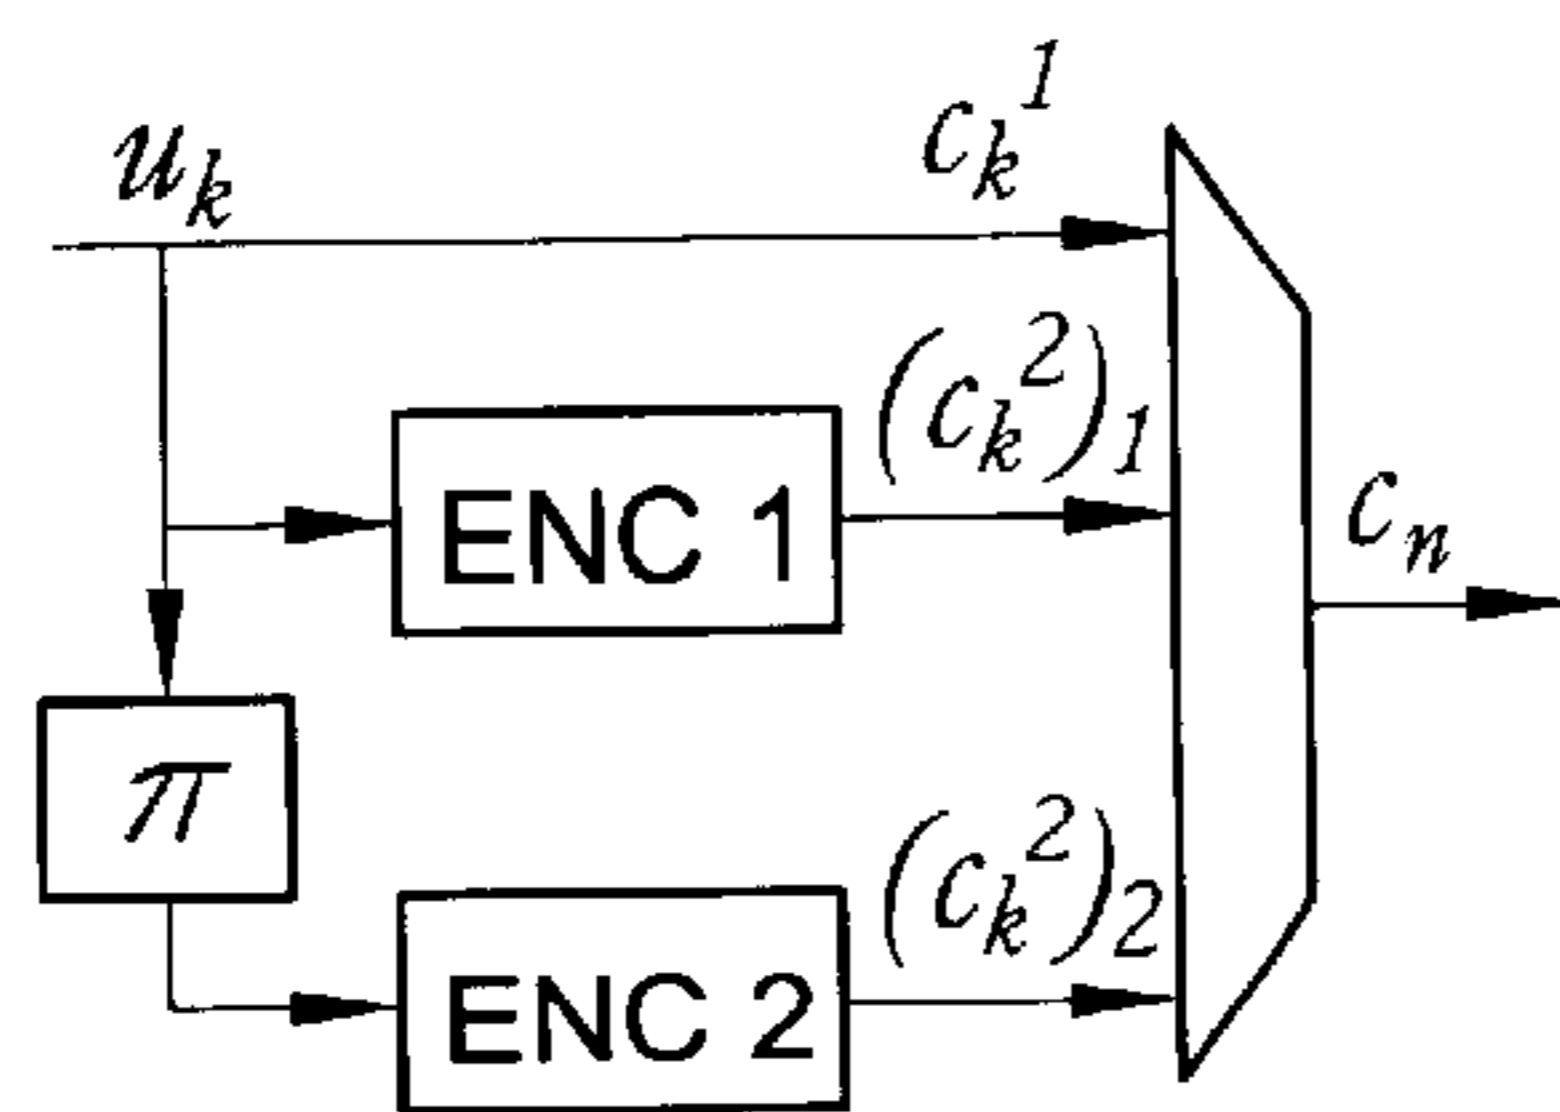 u_k
c_k^1
(c_k^2)_1
ENC 1
c_n
π
(c_k^2)_2
ENC 2